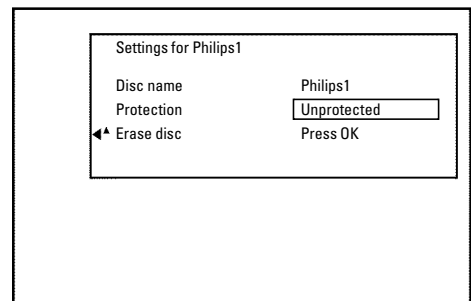 Settings for Philips1
Disc name Philips1
Protection Unprotected
Erase disc Press OK